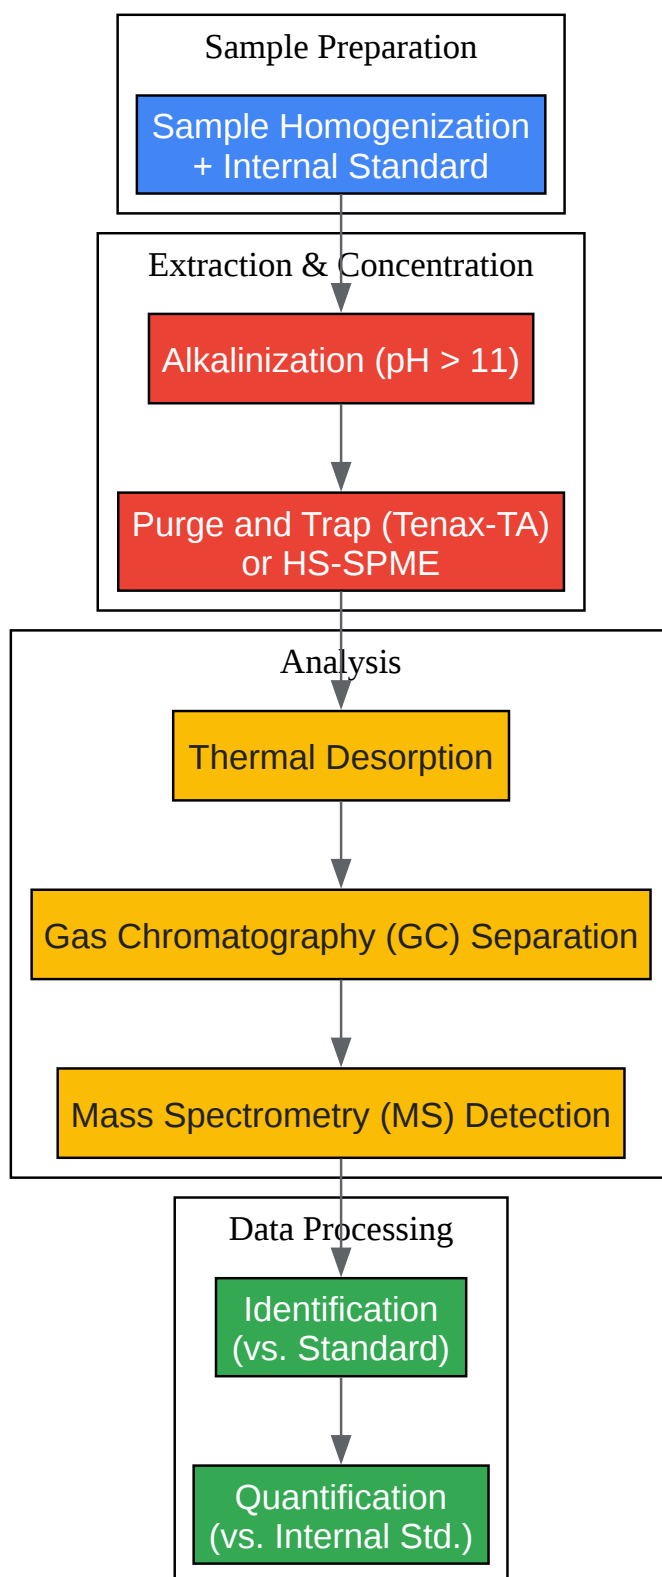 Sample Preparation
Sample Homogenization
+ Internal Standard
Extraction & Concentration
Alkalinization (pH > 11)
Purge and Trap (Tenax-TA)
or HS-SPME
Analysis
Thermal Desorption
Gas Chromatography (GC) Separation
Mass Spectrometry (MS) Detection
Data Processing
Identification
(vs. Standard)
Quantification
(vs. Internal Std.)